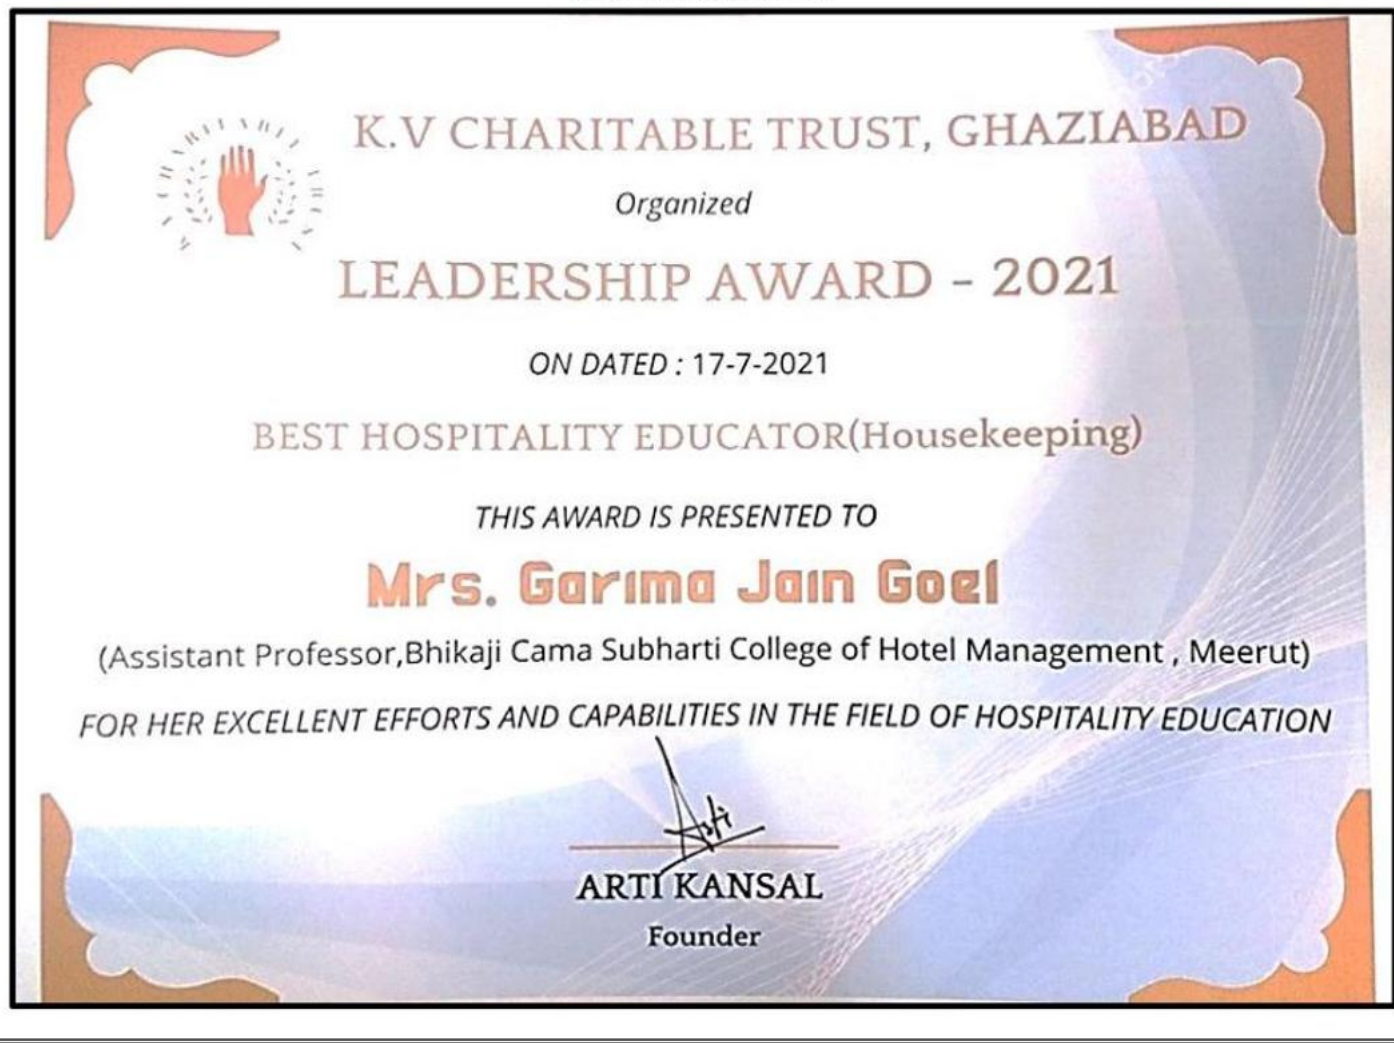 K.V CHARITABLE TRUST, GHAZIABAD
Organized
LEADERSHIP AWARD - 2021
ON DATED : 17-7-2021
BEST HOSPITALITY EDUCATOR(Housekeeping)
THIS AWARD IS PRESENTED TO
Mrs. Garima Jain Goel
(Assistant Professor,Bhikaji Cama Subharti College of Hotel Management , Meerut)
FOR HER EXCELLENT EFFORTS AND CAPABILITIES IN THE FIELD OF HOSPITALITY EDUCATION
Arti
ARTI KANSAL
Founder